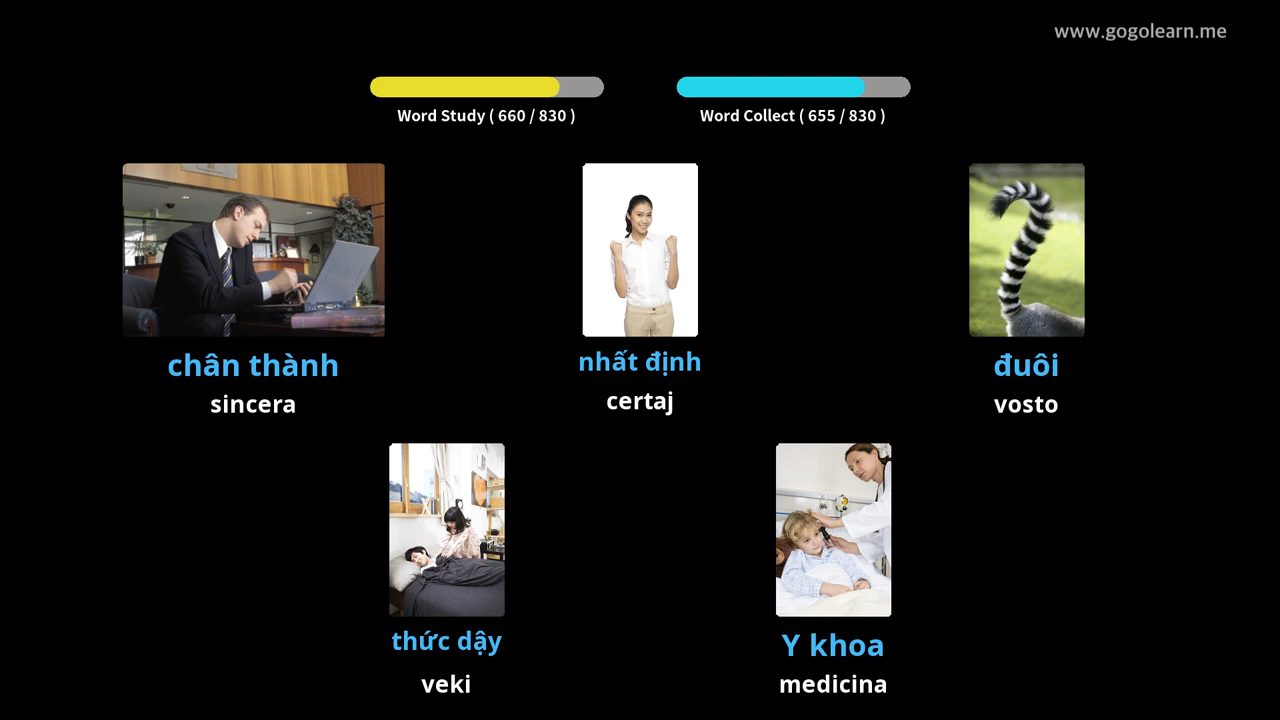 www.gogolearn.me
Word Study ( 660 / 830 )
Word Collect ( 655 / 830 )
chân thành
sincera
nhất định
certaj
đuôi
vosto
thức dậy
veki
Y khoa
medicina